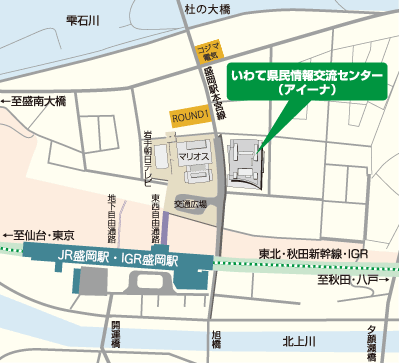 雫石川
杜の大橋
コジマ
電気
盛岡駅本宮線
いわて県民情報交流センター
(アイーナ)
←至盛南大橋
ROUND1
岩手朝日テレビ
マリオス
交通広場
地下自由通路
東西自由通路
←至仙台・東京
JR盛岡駅・IGR盛岡駅
東北・秋田新幹線・IGR
至秋田・八戸→
開運橋
旭橋
北上川
夕顔瀬橋